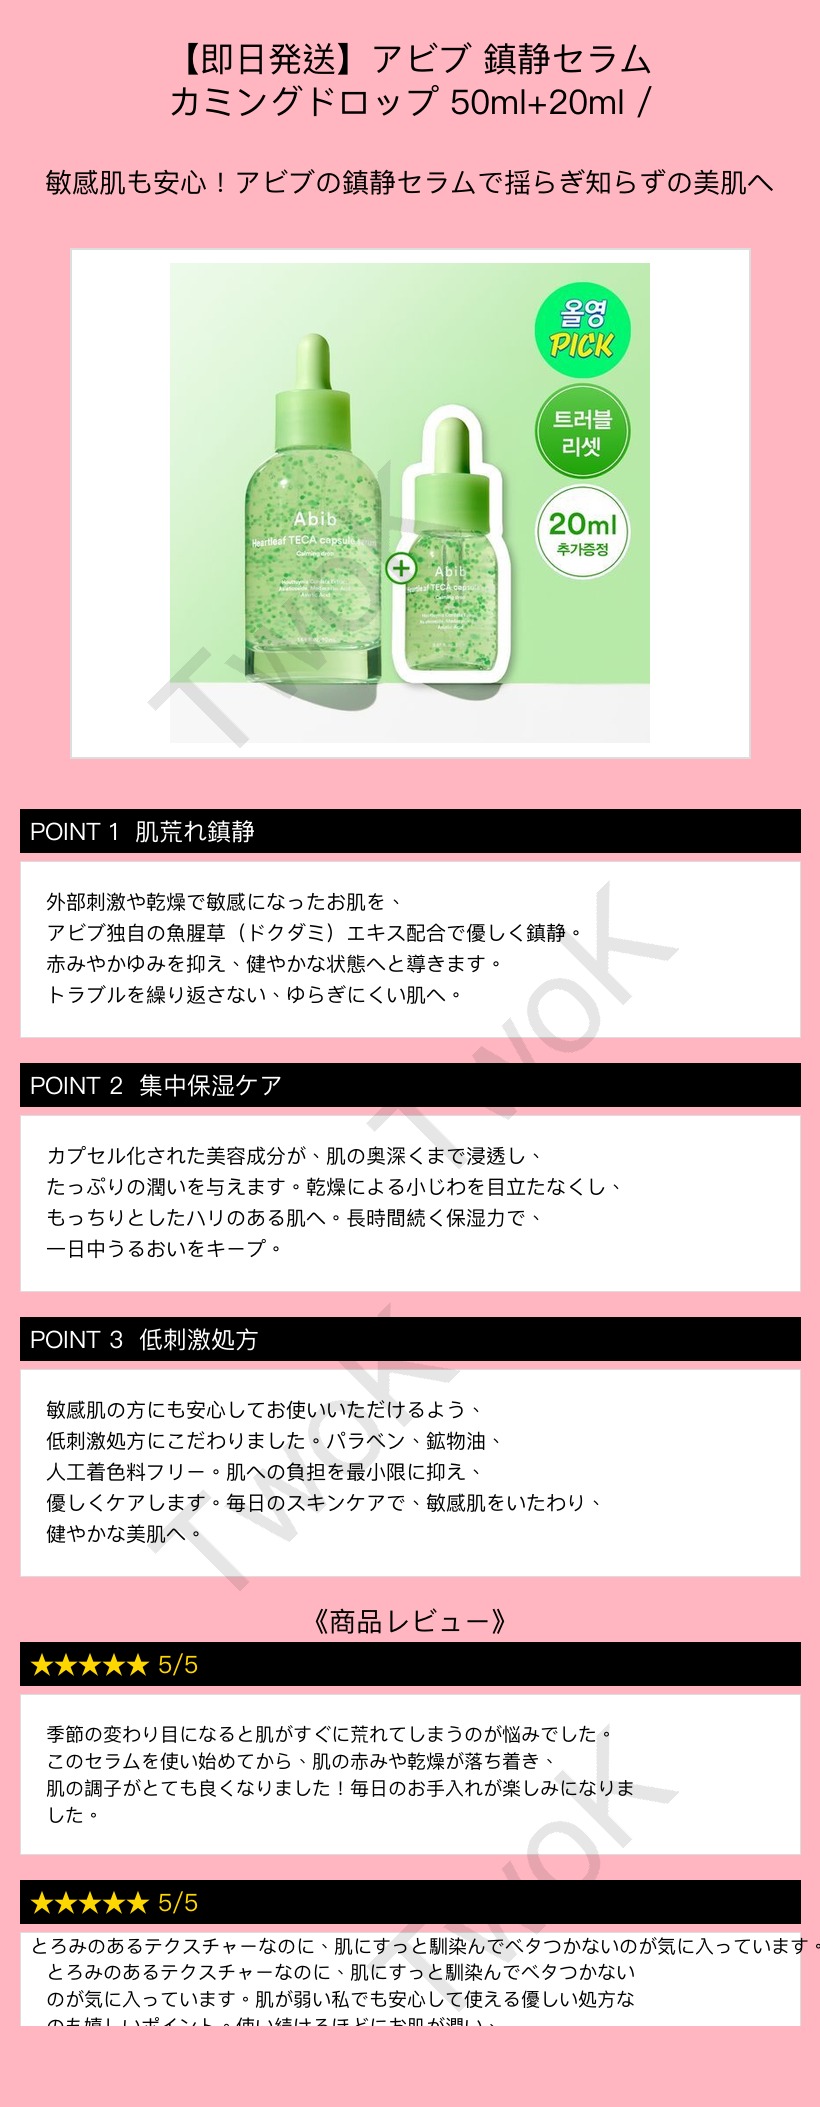 【即日発送】アビブ 鎮静セラム
カミングドロップ 50ml+20ml /
敏感肌も安心！アビブの鎮静セラムで揺らぎ知らずの美肌へ
올영
PICK
트러블
리셋
20ml
추가증정
Abib
Heartleaf TECA capsule serum
Calming drop
Abib
Heartleaf TECA capsule
Calming drop
TwoK
POINT 1 肌荒れ鎮静
外部刺激や乾燥で敏感になったお肌を、
アビブ独自の魚腥草（ドクダミ）エキス配合で優しく鎮静。
赤みやかゆみを抑え、健やかな状態へと導きます。
トラブルを繰り返さない、ゆらぎにくい肌へ。
TwoK
POINT 2 集中保湿ケア
カプセル化された美容成分が、肌の奥深くまで浸透し、
たっぷりの潤いを与えます。乾燥による小じわを目立たなくし、
もっちりとしたハリのある肌へ。長時間続く保湿力で、
一日中うるおいをキープ。
POINT 3 低刺激処方
敏感肌の方にも安心してお使いいただけるよう、
低刺激処方にこだわりました。パラベン、鉱物油、
人工着色料フリー。肌への負担を最小限に抑え、
優しくケアします。毎日のスキンケアで、敏感肌をいたわり、
健やかな美肌へ。
TwoK
《商品レビュー》
★★★★★ 5/5
季節の変わり目になると肌がすぐに荒れてしまうのが悩みでした。
このセラムを使い始めてから、肌の赤みや乾燥が落ち着き、
肌の調子がとても良くなりました！毎日のお手入れが楽しみになりま
した。
TwoK
★★★★★ 5/5
とろみのあるテクスチャーなのに、肌にすっと馴染んでベタつかないのが気に入っています。
とろみのあるテクスチャーなのに、肌にすっと馴染んでベタつかない
のが気に入っています。肌が弱い私でも安心して使える優しい処方な
のも嬉しいポイント。使い続けるほどにお肌が潤い、